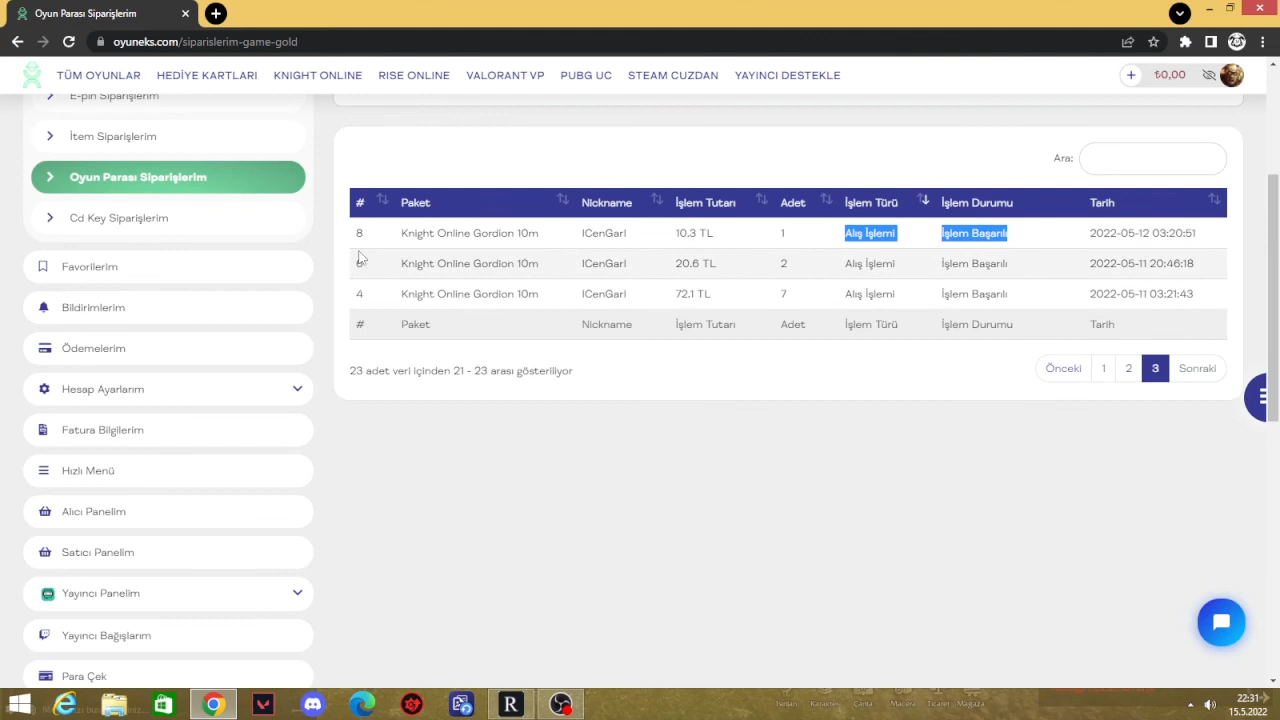 Oyun Parası Siparişlerim
oyuneks.com/siparislerim-game-gold
TÜM OYUNLAR HEDİYE KARTLARI KNIGHT ONLINE RISE ONLINE VALORANT VP PUBG UC STEAM CUZDAN YAYINCI DESTEKLE
₺0,00
E-pin Siparişlerim
İtem Siparişlerim
Oyun Parası Siparişlerim
Cd Key Siparişlerim
Favorilerim
Bildirimlerim
Ödemelerim
Hesap Ayarlarım
Fatura Bilgilerim
Hızlı Menü
Alıcı Panelim
Satıcı Panelim
Yayıncı Panelim
Yayıncı Bağışlarım
Para Çek
Ara:
# Paket Nickname İşlem Tutarı Adet İşlem Türü İşlem Durumu Tarih
8 Knight Online Gordion 10m ICenGarI 10.3 TL 1 Alış İşlemi İşlem Başarılı 2022-05-12 03:20:51
Knight Online Gordion 10m ICenGarI 20.6 TL 2 Alış İşlemi İşlem Başarılı 2022-05-11 20:46:18
4 Knight Online Gordion 10m ICenGarI 72.1 TL 7 Alış İşlemi İşlem Başarılı 2022-05-11 03:21:43
# Paket Nickname İşlem Tutarı Adet İşlem Türü İşlem Durumu Tarih
23 adet veri içinden 21 - 23 arası gösteriliyor
Önceki 1 2 3 Sonraki
22:31
15.5.2022